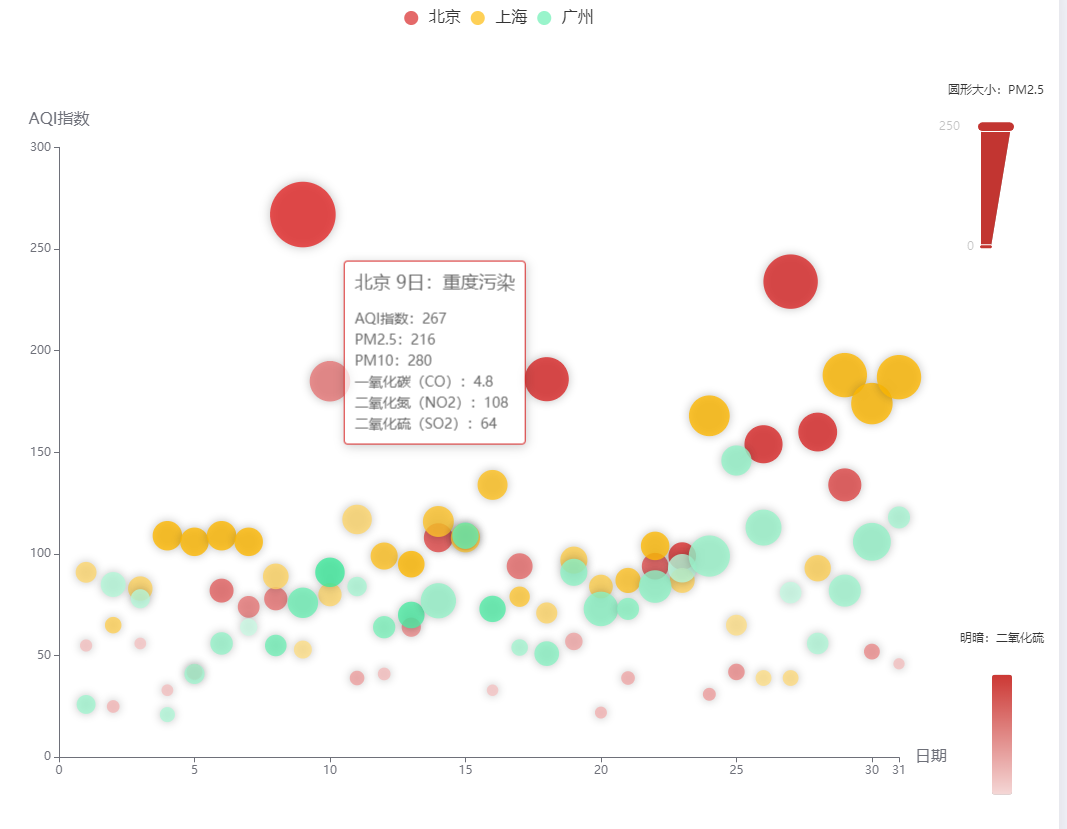 北京 上海 广州
圆形大小：PM2.5
AQI指数
250
0
300
250
200
150
100
50
0
北京 9日：重度污染
AQI指数：267
PM2.5：216
PM10：280
一氧化碳（CO）：4.8
二氧化氮（NO2）：108
二氧化硫（SO2）：64
明暗：二氧化硫
日期
0 5 10 15 20 25 30 31